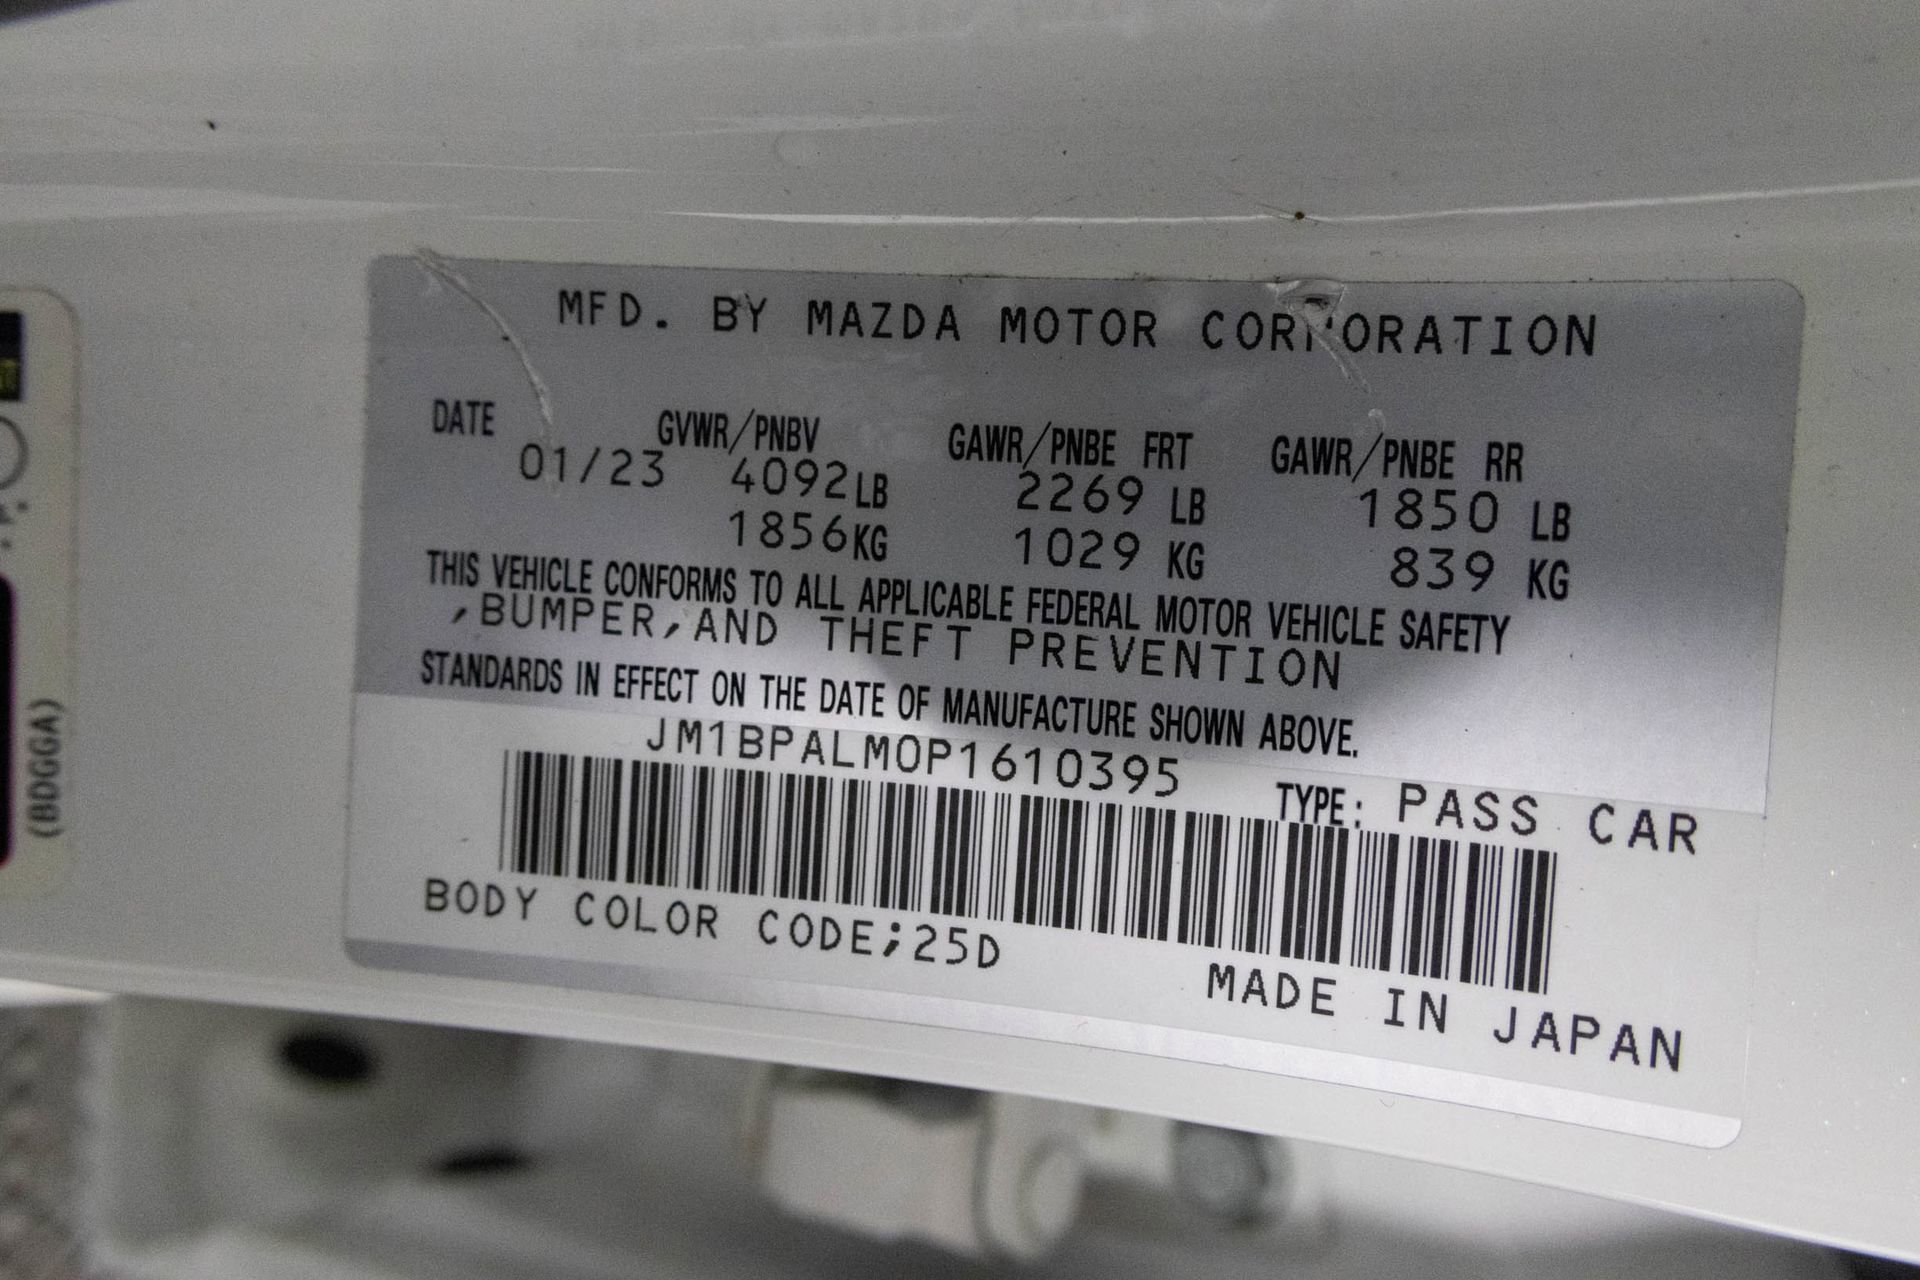 MFD. BY MAZDA MOTOR CORPORATION
DATE GVWR/PNBV GAWR/PNBE FRT GAWR/PNBE RR
01/23 4092LB 2269 LB 1850 LB
1856KG 1029 KG 839 KG
THIS VEHICLE CONFORMS TO ALL APPLICABLE FEDERAL MOTOR VEHICLE SAFETY
,BUMPER,AND THEFT PREVENTION
STANDARDS IN EFFECT ON THE DATE OF MANUFACTURE SHOWN ABOVE.
JM1BPALM0P1610395
TYPE: PASS CAR
BODY COLOR CODE;25D
MADE IN JAPAN
(BDGGGA)